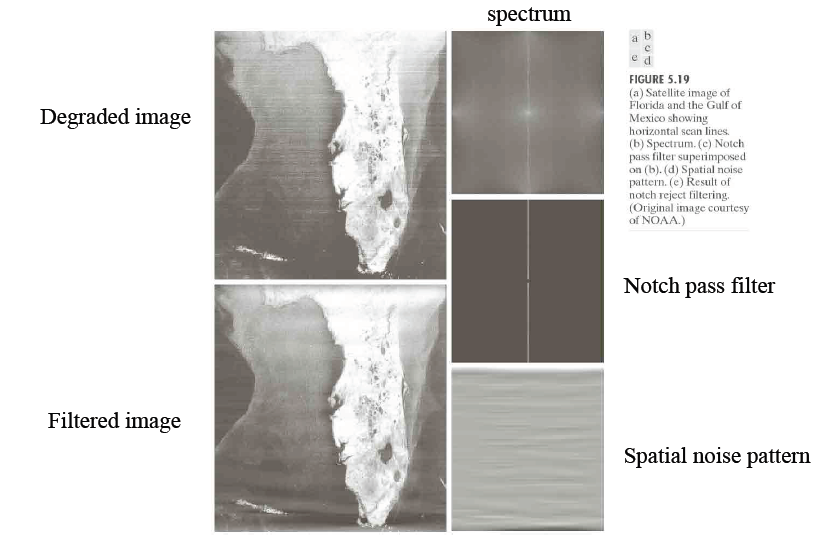 spectrum
Degraded image
a b
c
e d
FIGURE 5.19
(a) Satellite image of
Florida and the Gulf of
Mexico showing
horizontal scan lines.
(b) Spectrum. (c) Notch
pass filter superimposed
on (b). (d) Spatial noise
pattern. (e) Result of
notch reject filtering.
(Original image courtesy
of NOAA.)
Notch pass filter
Filtered image
Spatial noise pattern